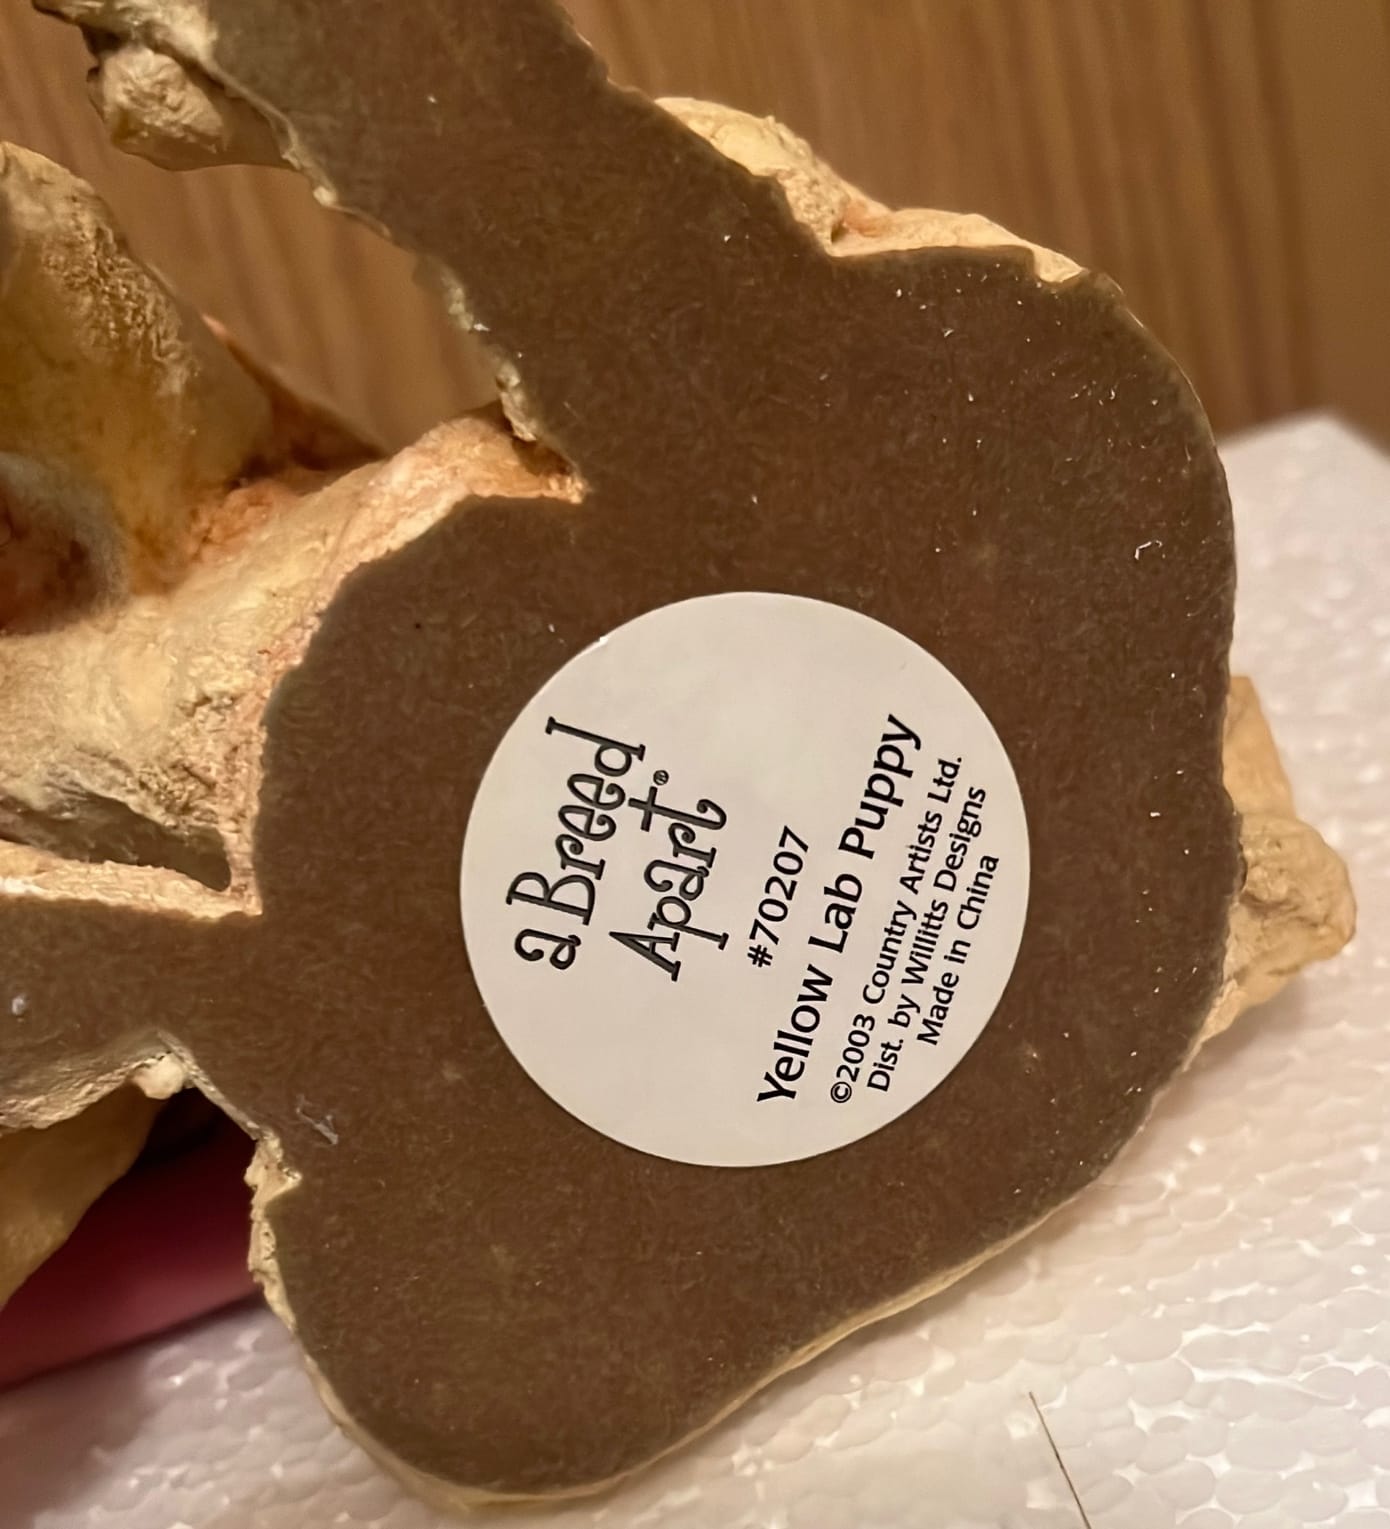 a Breed
Apart®
#70207
Yellow Lab Puppy
©2003 Country Artists Ltd.
Dist. by Willitts Designs
Made in China